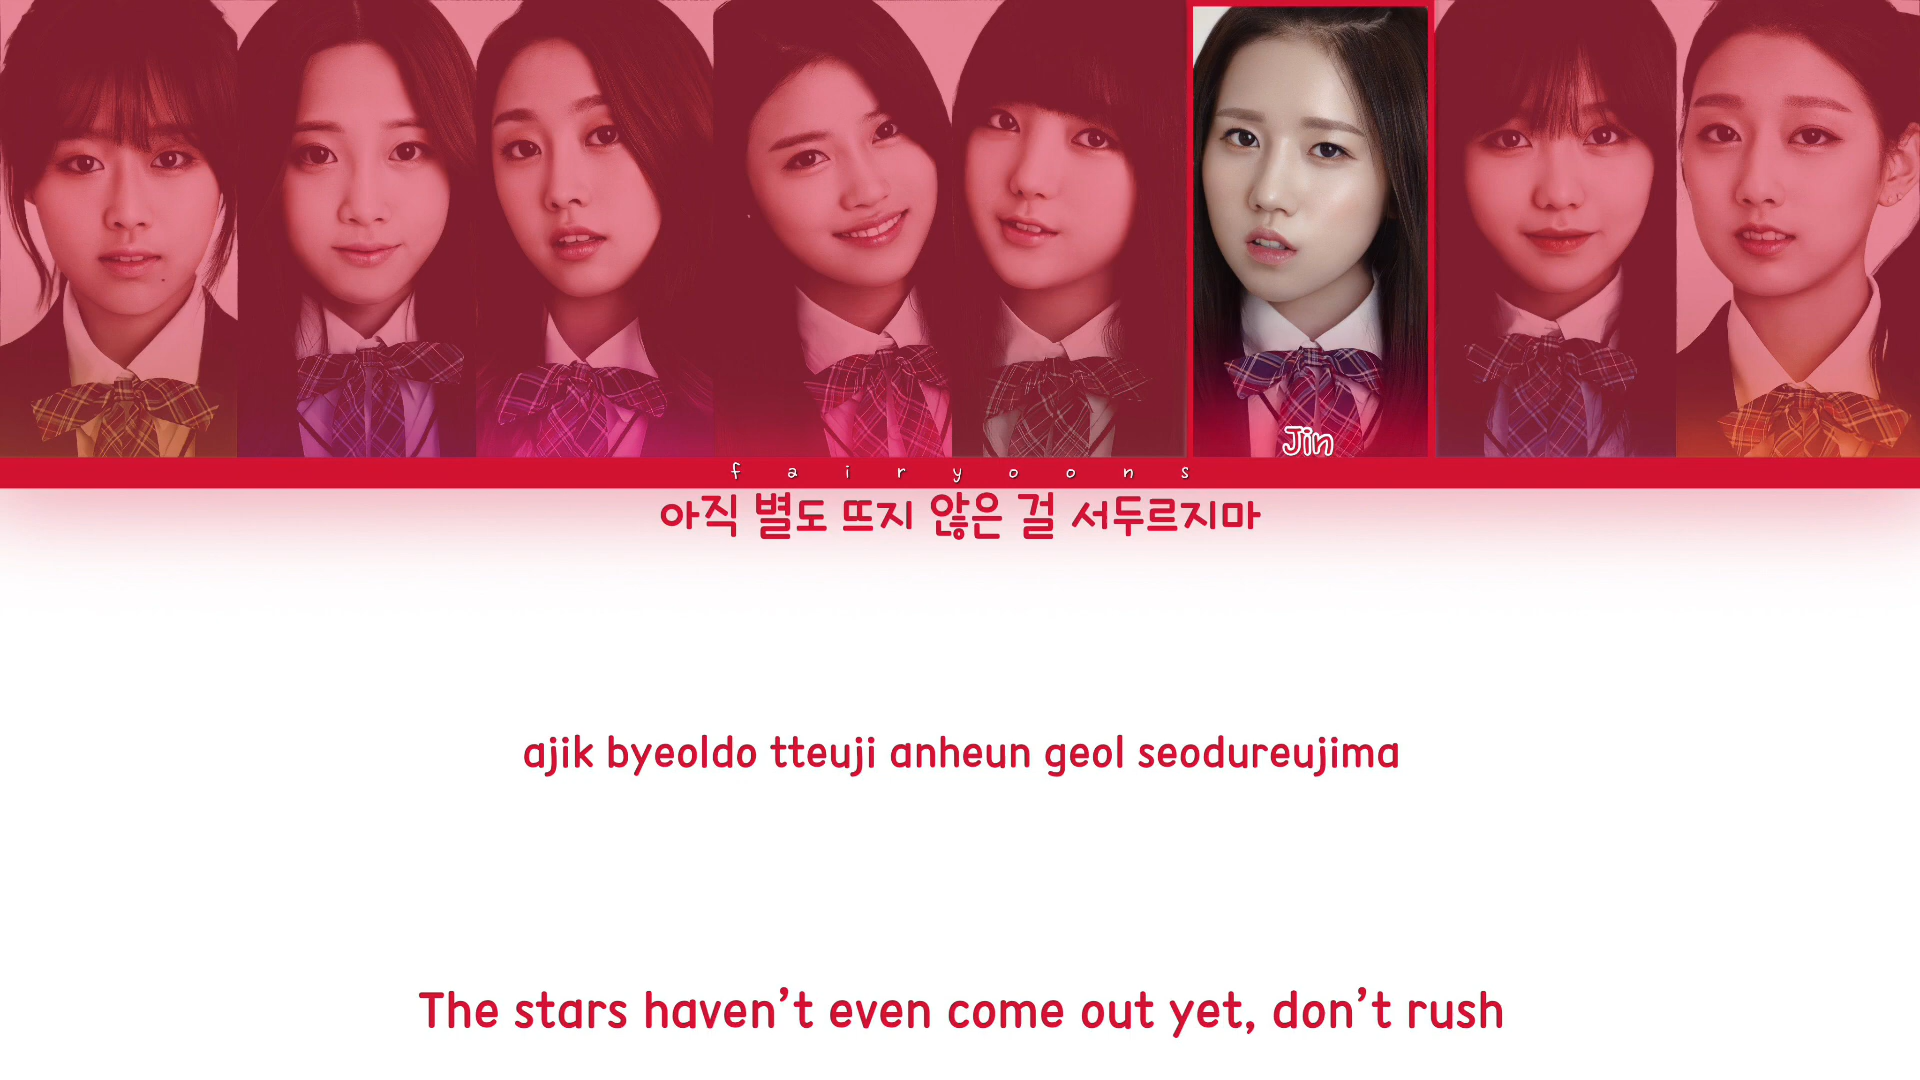 Jin
fairyoons
아직 별도 뜨지 않은 걸 서두르지마
ajik byeoldo tteuji anheun geol seodureujima
The stars haven’t even come out yet, don’t rush